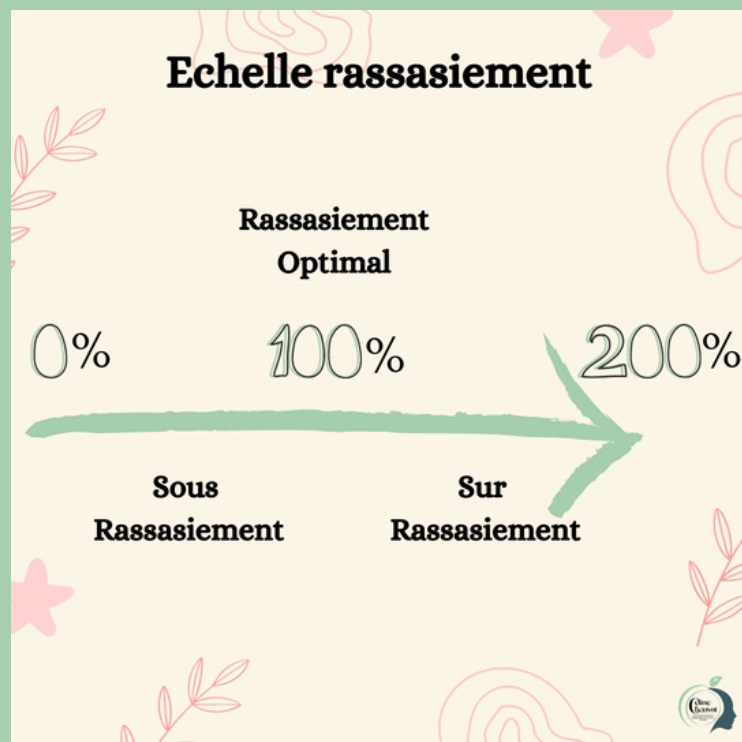 Echelle rassasiement
Rassasiement
Optimal
0%
100%
200%
Sous
Rassasiement
Sur
Rassasiement